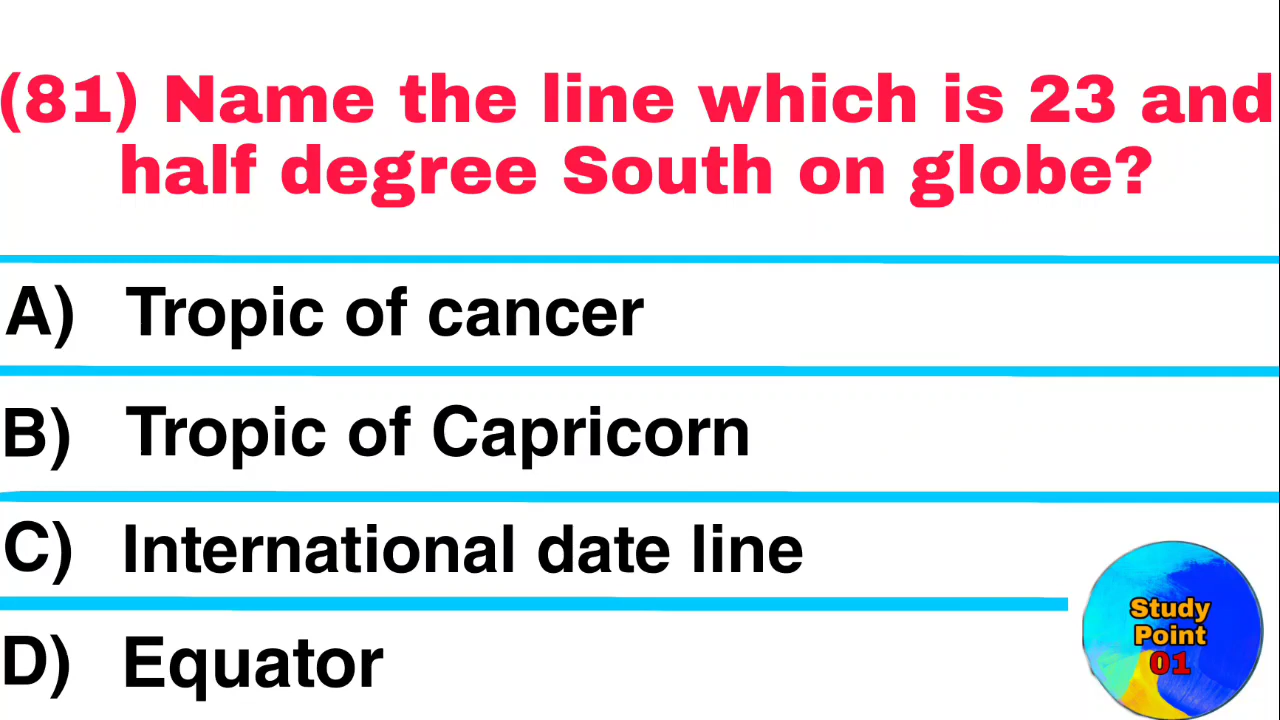 (81) Name the line which is 23 and
half degree South on globe?
A) Tropic of cancer
B) Tropic of Capricorn
C) International date line
D) Equator
Study
Point
01